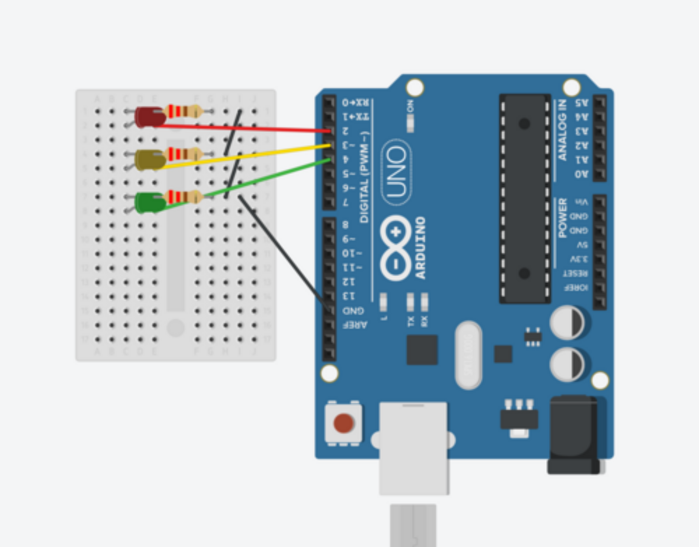 RX←0
TX→1
2
~3
4
~5
~6
7
DIGITAL (PWM~)
8
~9
~10
~11
12
13
GND
AREF
ON
UNO
ARDUINO
L
TX
RX
ANALOG IN
A5
A4
A3
A2
A1
A0
POWER
Vin
GND
GND
5V
3.3V
RESET
IOREF